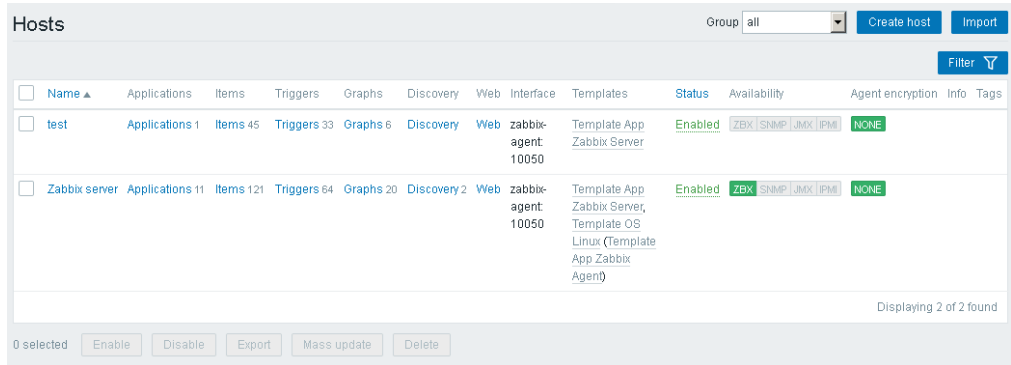 Hosts
Group all Create host Import
Filter
Name Applications Items Triggers Graphs Discovery Web Interface Templates Status Availability Agent encryption Info Tags
test Applications 1 Items 45 Triggers 33 Graphs 6 Discovery Web zabbix- Template App Enabled ZBX SNMP JMX IPMI NONE
agent: Zabbix Server
10050
Zabbix server Applications 11 Items 121 Triggers 64 Graphs 20 Discovery 2 Web zabbix- Template App Enabled ZBX SNMP JMX IPMI NONE
agent: Zabbix Server,
10050 Template OS
Linux (Template
App Zabbix
Agent)
Displaying 2 of 2 found
0 selected Enable Disable Export Mass update Delete